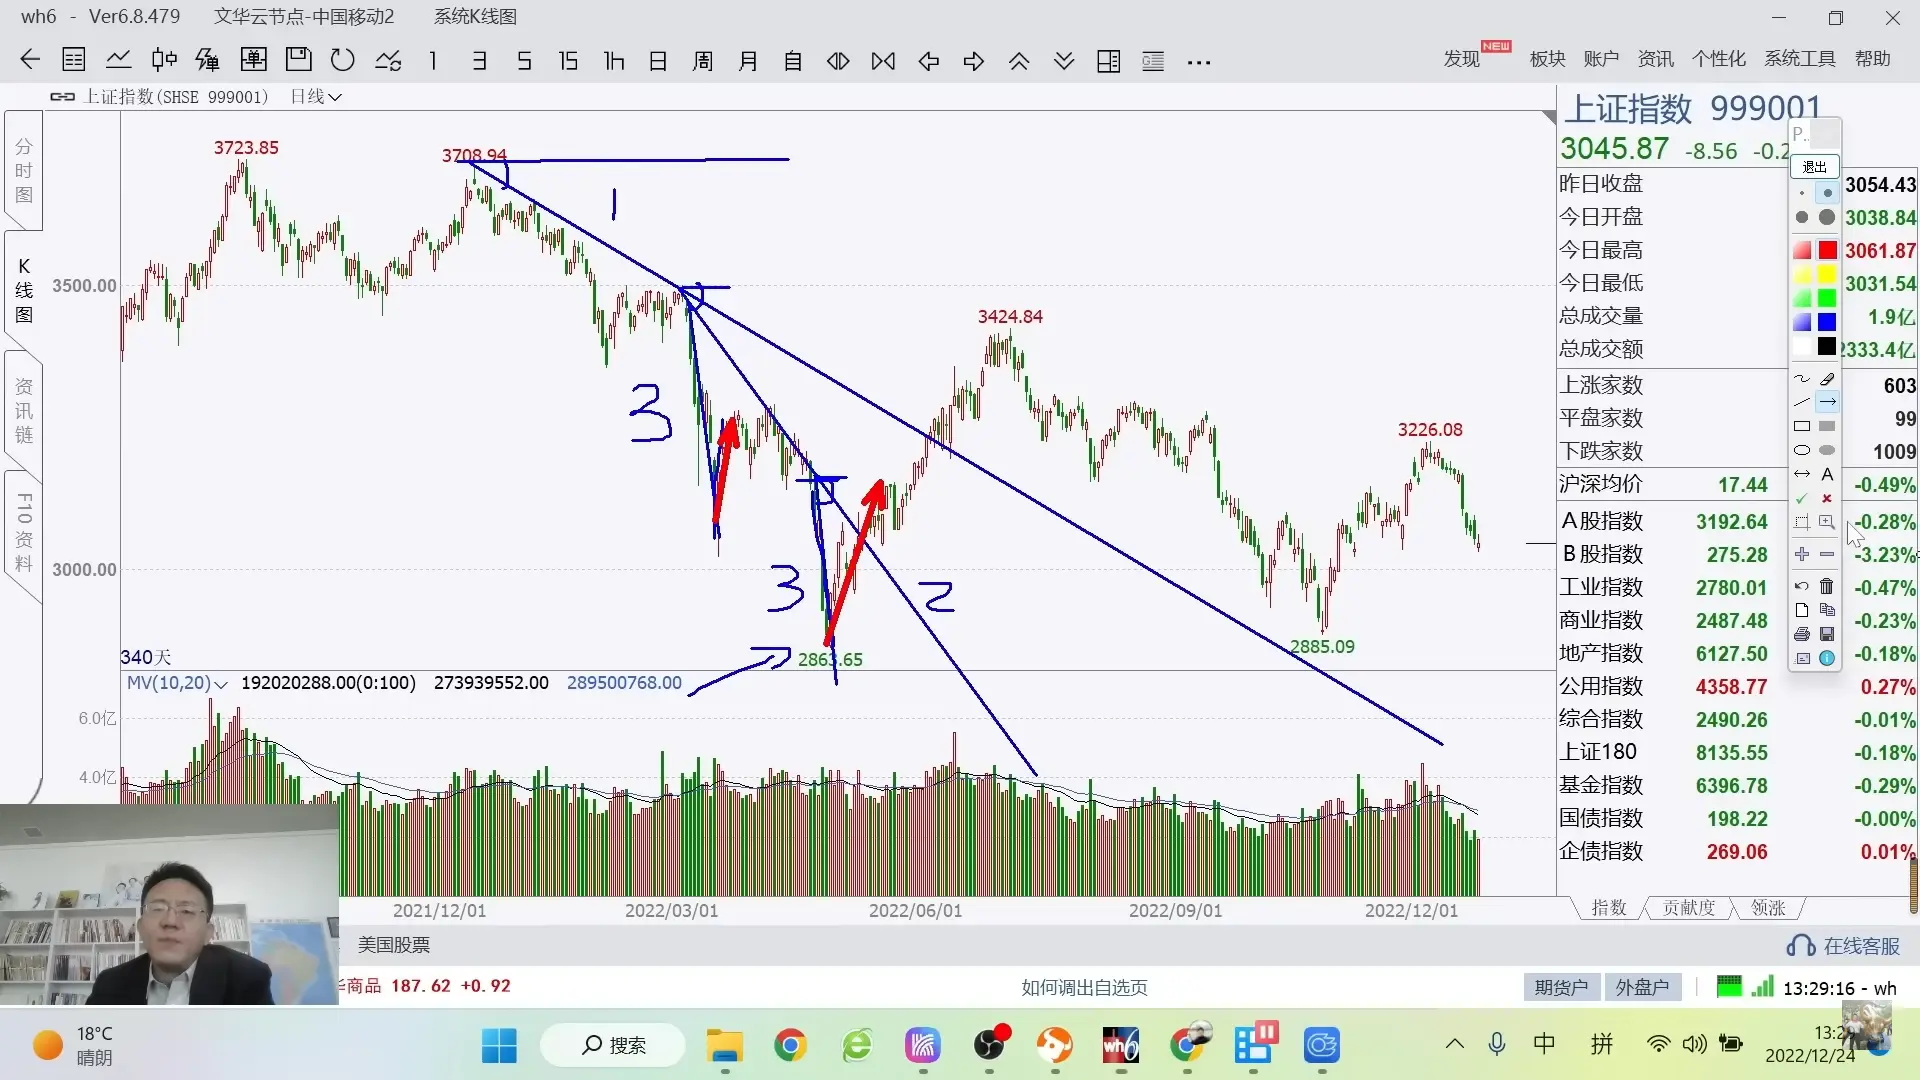 wh6 - Ver6.8.479 文华云节点-中国移动2 系统K线图
1 3 5 15 1h 日 周 月 自
发现 NEW 板块 账户 资讯 个性化 系统工具 帮助
上证指数(SHSE 999001) 日线
分时图
K线图
资讯链
F10资料
3723.85
3708.94
3500.00
3424.84
3226.08
3000.00
2885.09
2863.65
1
3
3
2
340天
MV(10,20) 192020288.00(0:100) 273939552.00 289500768.00
6.0亿
4.0亿
2021/12/01 2022/03/01 2022/06/01 2022/09/01 2022/12/01
上证指数 999001
3045.87 -8.56 -0.2
昨日收盘 3054.43
今日开盘 3038.84
今日最高 3061.87
今日最低 3031.54
总成交量 1.9亿
总成交额 2333.4亿
上涨家数 603
平盘家数 99
下跌家数 1009
沪深均价 17.44 -0.49%
A股指数 3192.64 -0.28%
B股指数 275.28 -3.23%
工业指数 2780.01 -0.47%
商业指数 2487.48 -0.23%
地产指数 6127.50 -0.18%
公用指数 4358.77 0.27%
综合指数 2490.26 -0.01%
上证180 8135.55 -0.18%
基金指数 6396.78 -0.29%
国债指数 198.22 -0.00%
企债指数 269.06 0.01%
P..
退出
A
指数 贡献度 领涨
美国股票
在线客服
商品 187.62 +0.92
如何调出自选页
期货户 外盘户
13:29:16 - wh
18°C
晴朗
搜索
wh6
中 拼
13:2
2022/12/24